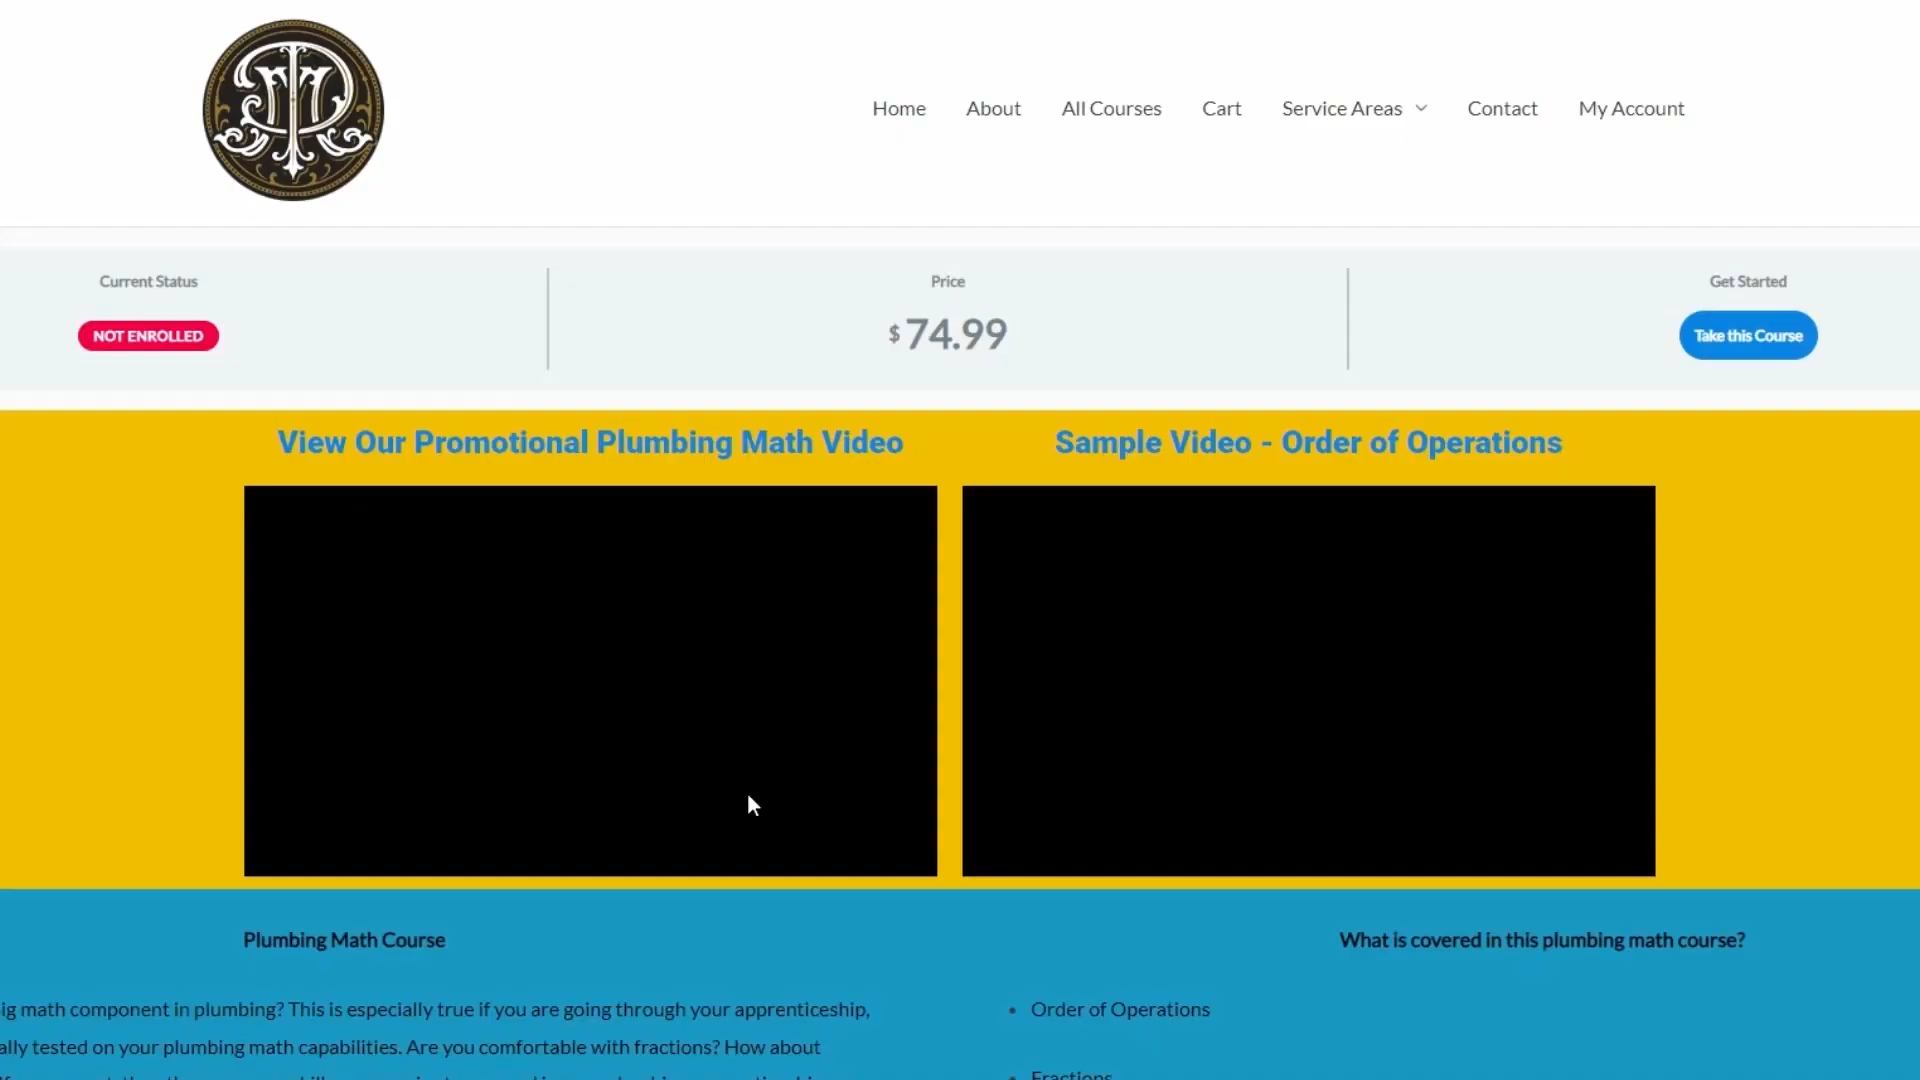 Home About All Courses Cart Service Areas Contact My Account
Current Status Price Get Started
NOT ENROLLED $ 74.99 Take this Course
View Our Promotional Plumbing Math Video
Sample Video - Order of Operations
Plumbing Math Course
What is covered in this plumbing math course?
math component in plumbing? This is especially true if you are going through your apprenticeship,
tested on your plumbing math capabilities. Are you comfortable with fractions? How about
• Order of Operations
• Fractions